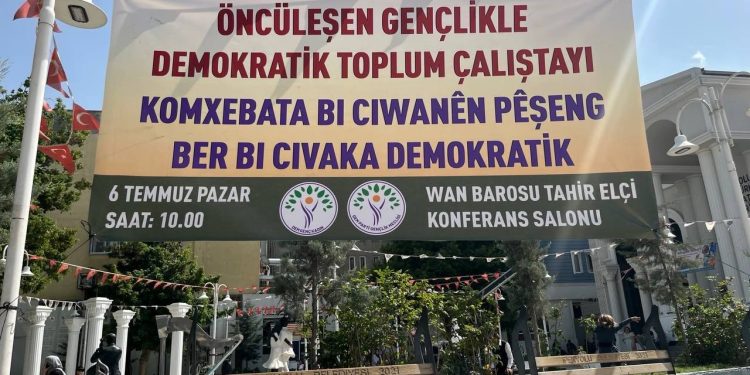 ÖNCÜLEŞEN GENÇLİKLE
DEMOKRATİK TOPLUM ÇALIŞTAYI
KOMXEBATA BI CIWANÊN PÊŞENG
BER BI CIVAKA DEMOKRATİK
6 TEMMUZ PAZAR
SAAT: 10.00
WAN BAROSU TAHİR ELÇİ
KONFERANS SALONU